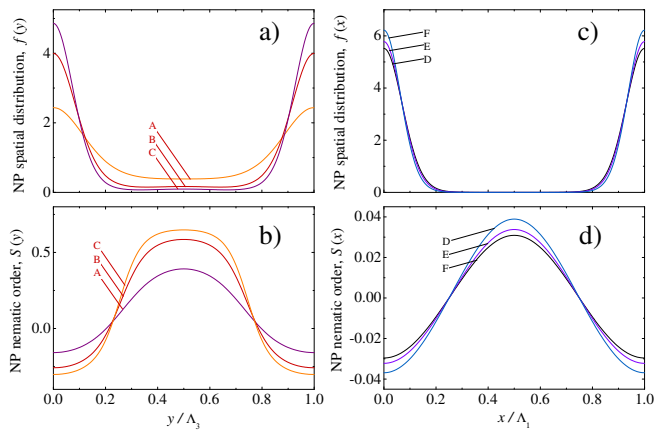 a)
c)
NP spatial distribution, f (y)
4
2
0
A
B
C
NP spatial distribution, f (x)
6
4
2
0
F
E
D
b)
d)
NP nematic order, S (y)
0.5
0.0
C
B
A
0.0 0.2 0.4 0.6 0.8 1.0
y / Λ3
NP nematic order, S (x)
0.04
0.02
0.00
-0.02
-0.04
D
E
F
0.0 0.2 0.4 0.6 0.8 1.0
x / Λ1